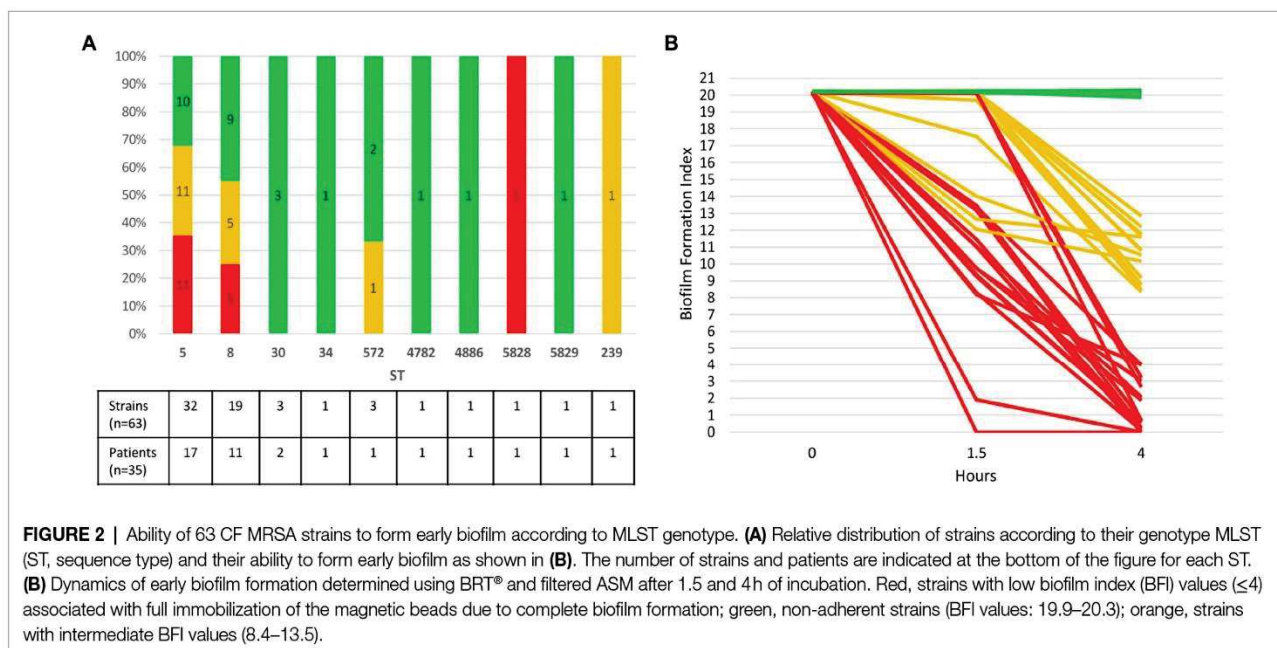 A
100%
90%
80%
70%
60%
50%
40%
30%
20%
10%
0%
10
11
11
9
5
3
1
2
1
1
1
1
1
5 8 30 34 572 4782 4886 5828 5829 239
ST
Strains
(n=63)
32 19 3 1 3 1 1 1 1 1
Patients
(n=35)
17 11 2 1 1 1 1 1 1 1
B
Biofilm Formation Index
21
20
19
18
17
16
15
14
13
12
11
10
9
8
7
6
5
4
3
2
1
0
0 1.5 4
Hours
FIGURE 2 | Ability of 63 CF MRSA strains to form early biofilm according to MLST genotype. (A) Relative distribution of strains according to their genotype MLST
(ST, sequence type) and their ability to form early biofilm as shown in (B). The number of strains and patients are indicated at the bottom of the figure for each ST.
(B) Dynamics of early biofilm formation determined using BRT® and filtered ASM after 1.5 and 4 h of incubation. Red, strains with low biofilm index (BFI) values (≤4)
associated with full immobilization of the magnetic beads due to complete biofilm formation; green, non-adherent strains (BFI values: 19.9–20.3); orange, strains
with intermediate BFI values (8.4–13.5).